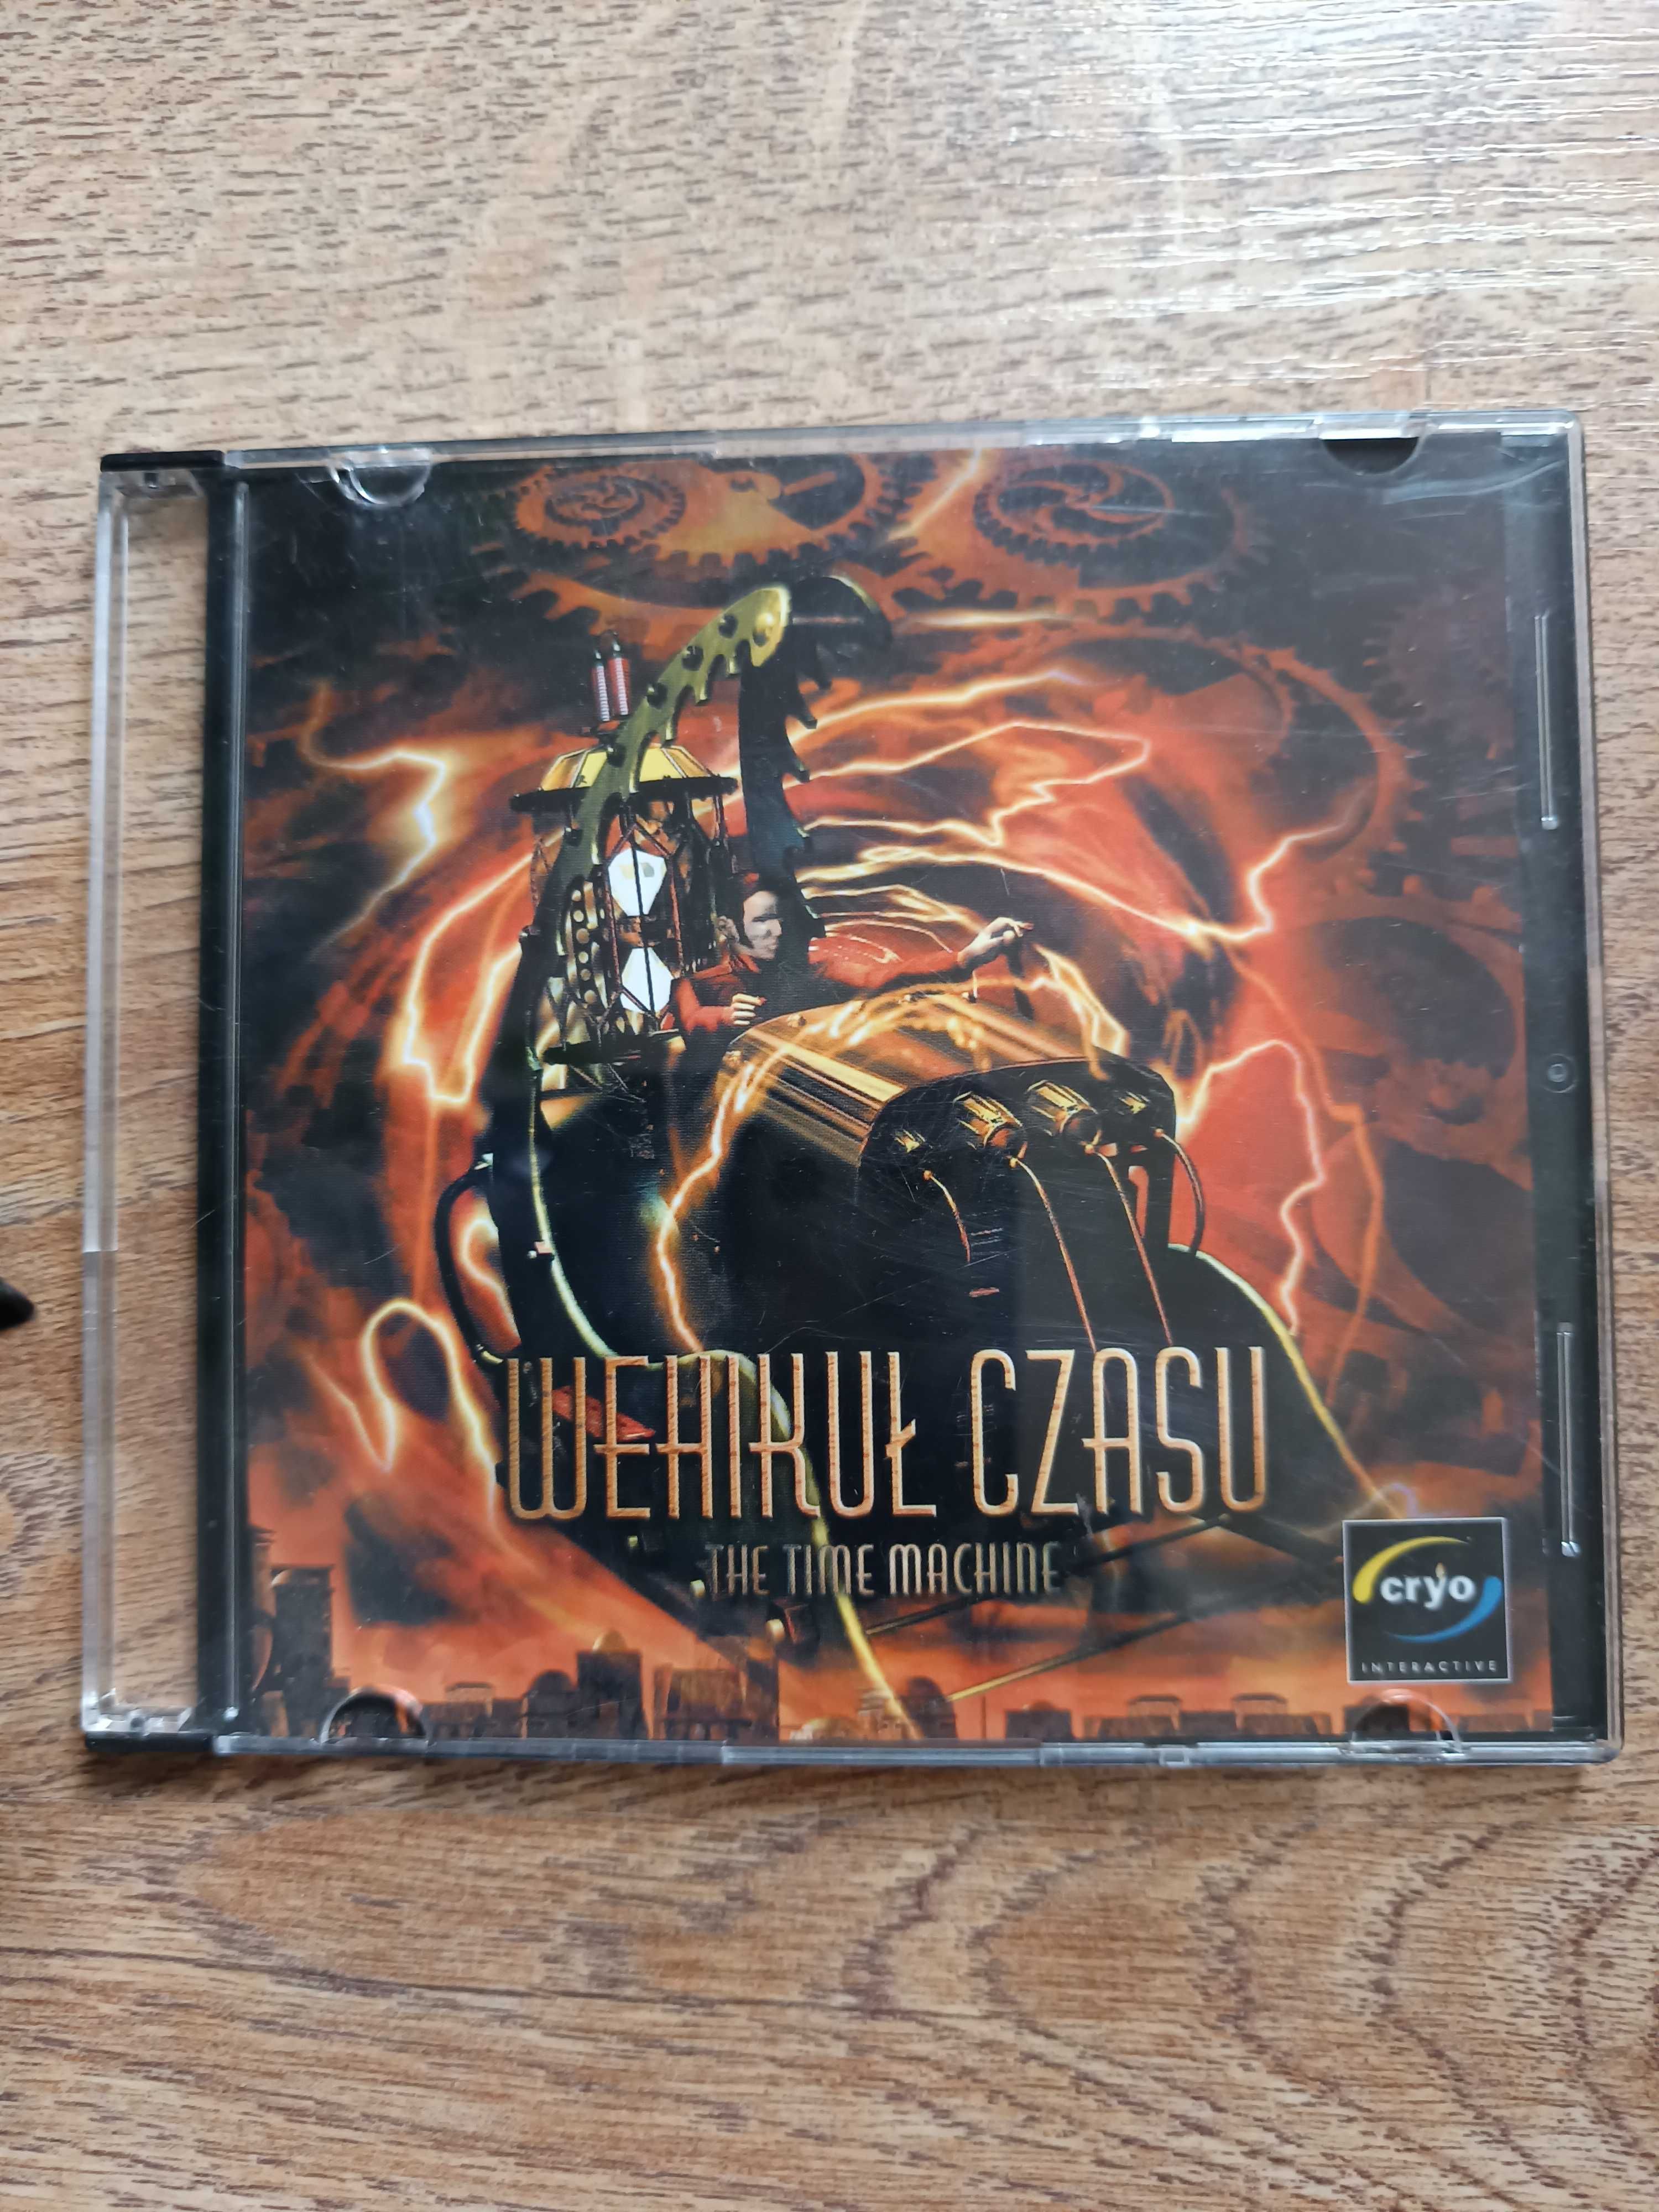 WEHIKUŁ CZASU
THE TIME MACHINE
cryo
INTERACTIVE